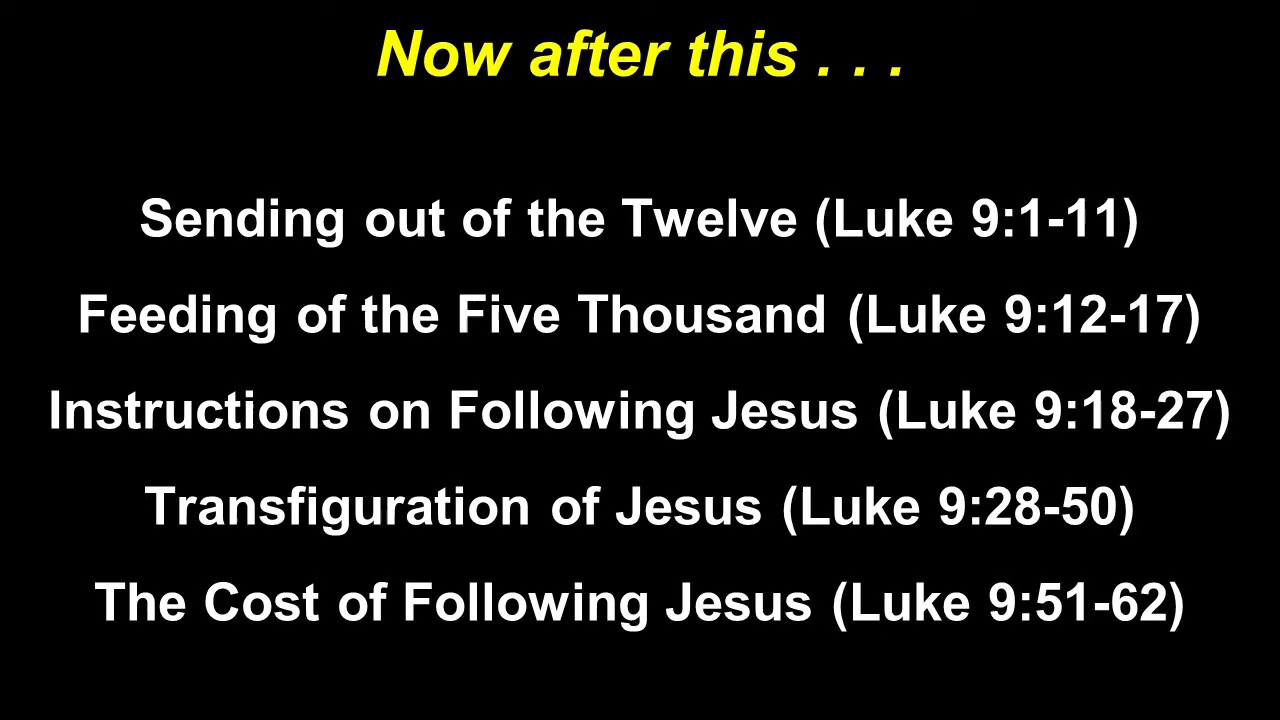 Now after this . . .
Sending out of the Twelve (Luke 9:1-11)
Feeding of the Five Thousand (Luke 9:12-17)
Instructions on Following Jesus (Luke 9:18-27)
Transfiguration of Jesus (Luke 9:28-50)
The Cost of Following Jesus (Luke 9:51-62)